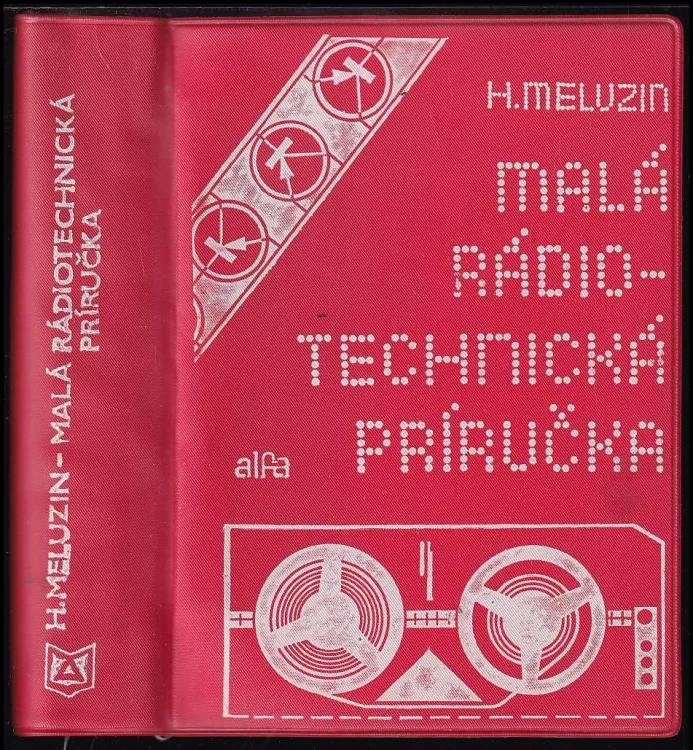 H. MELUZIN - MALÁ RÁDIOTECHNICKÁ
PRÍRUČKA
H. MELUZIN
MALÁ
RÁDIO-
TECHNICKÁ
PRÍRUČKA
alfa